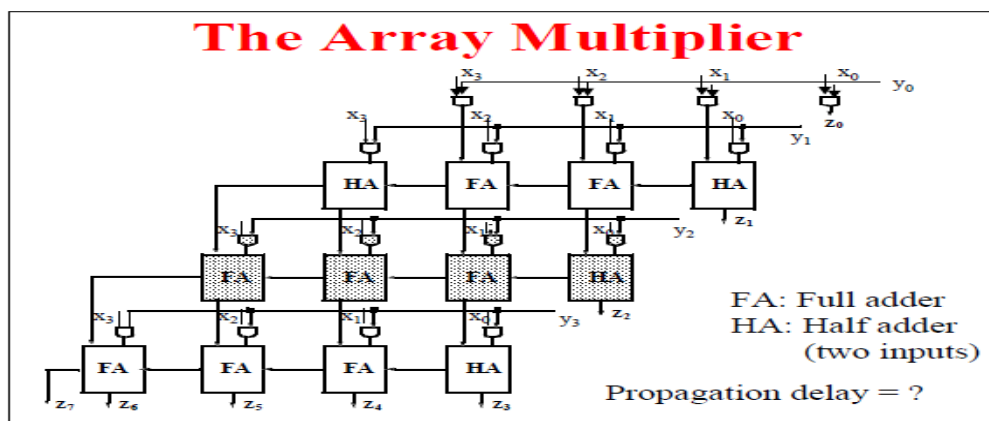 The Array Multiplier
x₃ x₂ x₁ x₀ y₀
x₃ x₂ x₁ x₀ z₀
y₁
HA FA FA HA
z₁
x₃ x₂ x₁ x₀ y₂
FA FA FA HA
z₂
x₃ x₂ x₁ x₀ y₃
FA FA FA HA
z₇ z₆ z₅ z₄ z₃
FA: Full adder
HA: Half adder
(two inputs)
Propagation delay = ?